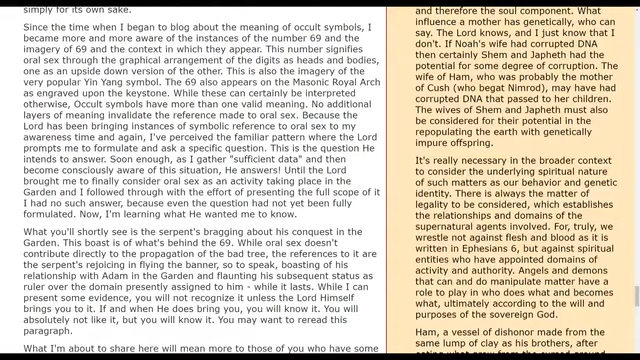 simply for its own sake.
Since the time when I began to blog about the meaning of occult symbols, I
became more and more aware of the instances of the number 69 and the
imagery of 69 and the context in which they appear. This number signifies
oral sex through the graphical arrangement of the digits as heads and bodies,
one as an upside down version of the other. This is also the imagery of the
very popular Yin Yang symbol. The 69 also appears on the Masonic Royal Arch
as engraved upon the keystone. While these can certainly be interpreted
otherwise, Occult symbols have more than one valid meaning. No additional
layers of meaning invalidate the reference made to oral sex. Because the
Lord has been bringing instances of symbolic reference to oral sex to my
awareness time and again, I've perceived the familiar pattern where the Lord
prompts me to formulate and ask a specific question. This is the question He
intends to answer. Soon enough, as I gather "sufficient data" and then
become consciously aware of this situation, He answers! Until the Lord
brought me to finally consider oral sex as an activity taking place in the
Garden and I followed through with the effort of presenting the full scope of it
I had no such answer, because even the question had not yet been fully
formulated. Now, I'm learning what He wanted me to know.
What you'll shortly see is the serpent's bragging about his conquest in the
Garden. This boast of is what's behind the 69. While oral sex doesn't
contribute directly to the propagation of the bad tree, the references to it are
the serpent's rejoicing in flying the banner, so to speak, boasting of his
relationship with Adam in the Garden and flaunting his subsequent status as
ruler over the domain presently assigned to him - while it lasts. While I can
present some evidence, you will not recognize it unless the Lord Himself
brings you to it. If and when He does bring you, you will know it. You will
absolutely not like it, but you will know it. You may want to reread this
paragraph.
What I'm about to share here will mean more to those of you who have some
and therefore the soul component. What
influence a mother has genetically, who can
say. The Lord knows, and I just know that I
don't. If Noah's wife had corrupted DNA
then certainly Shem and Japheth had the
potential for some degree of corruption. The
wife of Ham, who was probably the mother
of Cush (who begat Nimrod), may have had
corrupted DNA that passed to her children.
The wives of Shem and Japheth must also
be considered for their potential in the
repopulating the earth with genetically
impure offspring.
It's really necessary in the broader context
to consider the underlying spiritual nature
of such matters as our behavior and genetic
identity. There is always the matter of
legality to be considered, which establishes
the relationships and domains of the
supernatural agents involved. For, truly, we
wrestle not against flesh and blood as it is
written in Ephesians 6, but against spiritual
entities who have appointed domains of
activity and authority. Angels and demons
that can and do manipulate matter have a
role to play in who does what and becomes
what, ultimately according to the will and
purposes of the sovereign God.
Ham, a vessel of dishonor made from the
same lump of clay as his brothers, after